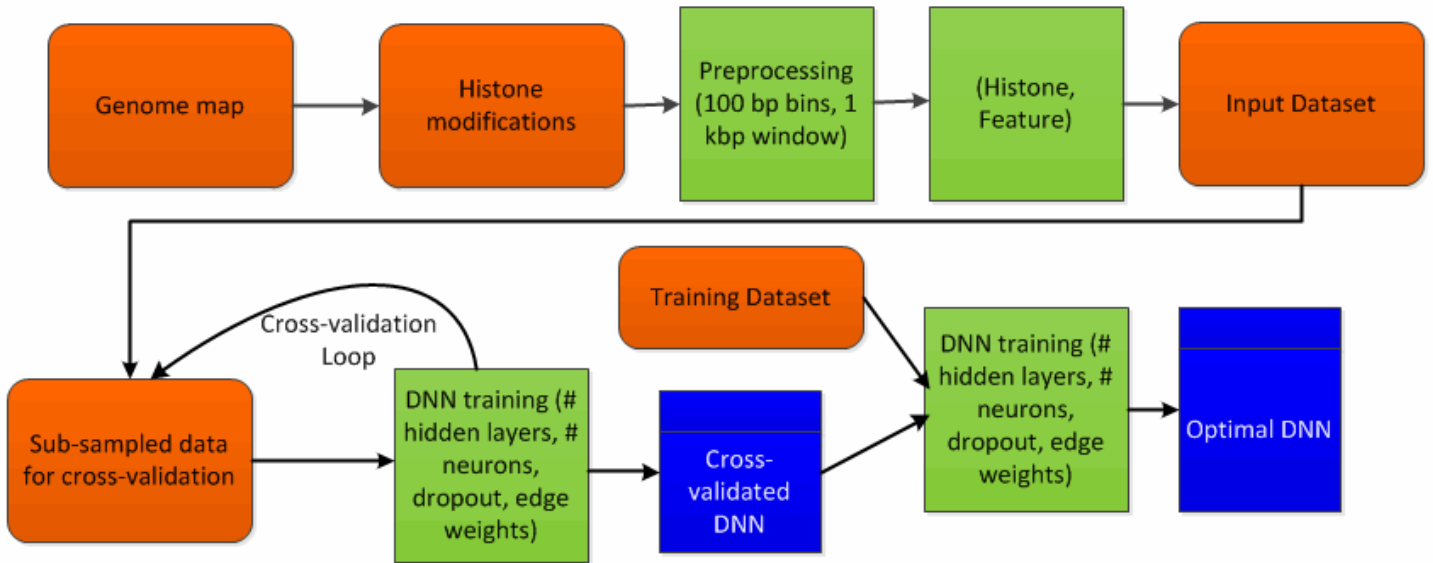 Genome map
Histone
modifications
Preprocessing
(100 bp bins, 1
kbp window)
(Histone,
Feature)
Input Dataset
Training Dataset
Cross-validation
Loop
Sub-sampled data
for cross-validation
DNN training (#
hidden layers, #
neurons,
dropout, edge
weights)
Cross-
validated
DNN
DNN training (#
hidden layers, #
neurons,
dropout, edge
weights)
Optimal DNN